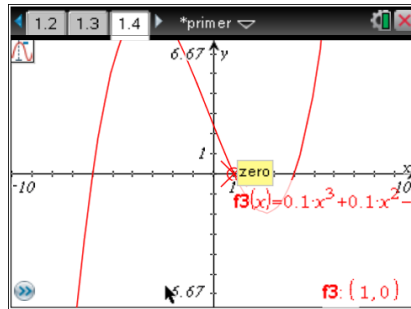 1.2 1.3 1.4 *primer
6.67 y
1
x
-10 1 10
zero
f3(x)=0.1·x³+0.1·x²-
6.67
f3: (1,0)